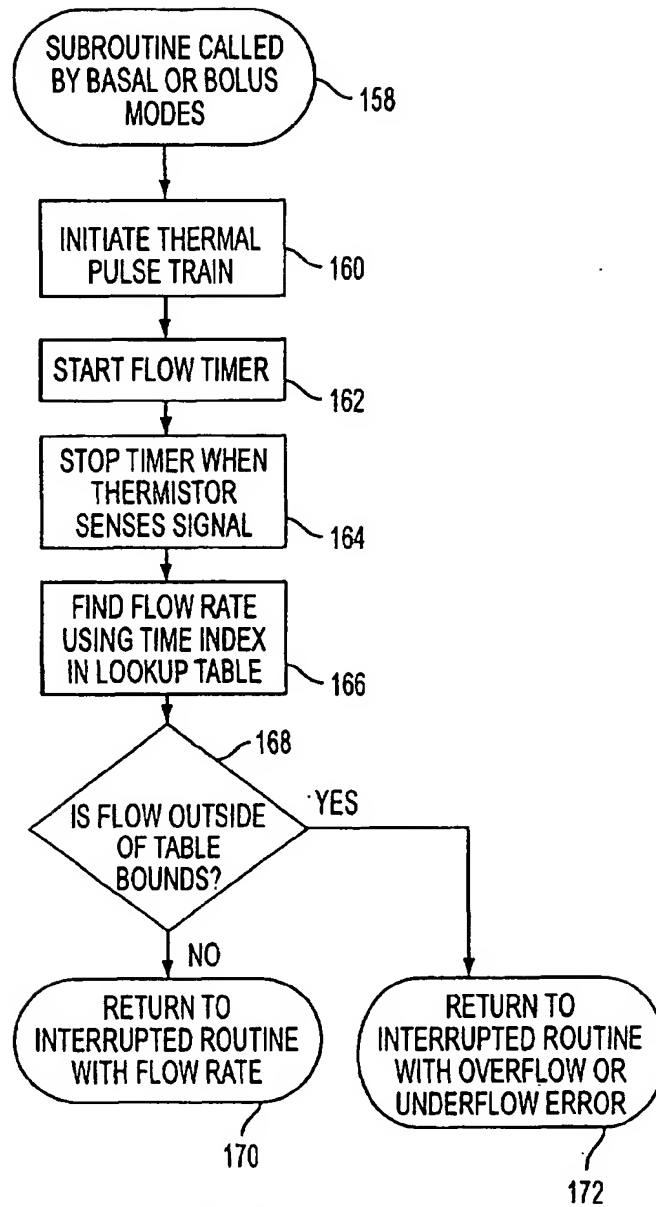 SUBROUTINE CALLED
BY BASAL OR BOLUS
MODES
158
INITIATE THERMAL
PULSE TRAIN
160
START FLOW TIMER
162
STOP TIMER WHEN
THERMISTOR
SENSES SIGNAL
164
FIND FLOW RATE
USING TIME INDEX
IN LOOKUP TABLE
166
168
IS FLOW OUTSIDE
OF TABLE
BOUNDS?
YES
NO
RETURN TO
INTERRUPTED ROUTINE
WITH FLOW RATE
170
RETURN TO
INTERRUPTED ROUTINE
WITH OVERFLOW OR
UNDERFLOW ERROR
172